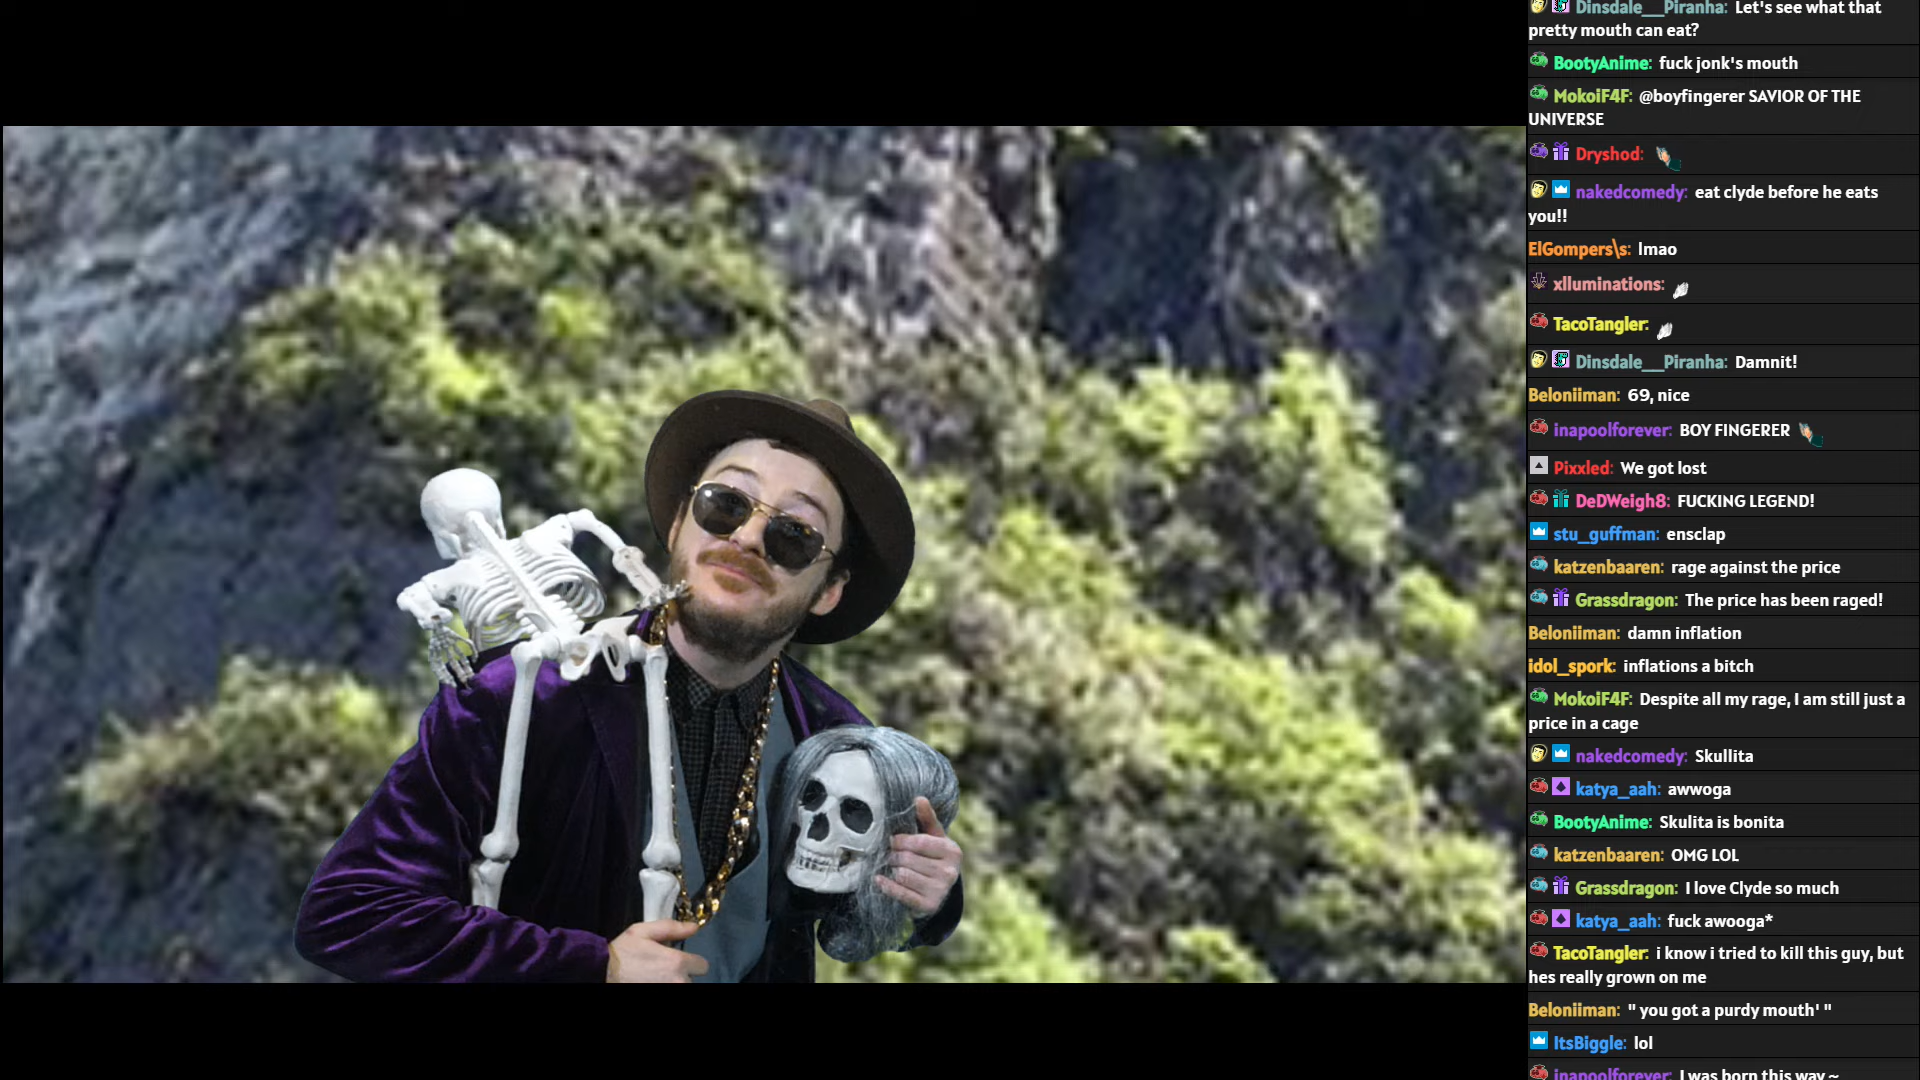 Dinsdale__Piranha: Let's see what that
pretty mouth can eat?
BootyAnime: fuck jonk's mouth
MokoiF4F: @boyfingerer SAVIOR OF THE
UNIVERSE
Dryshod:
nakedcomedy: eat clyde before he eats
you!!
ElGompers\s: lmao
xlluminations:
TacoTangler:
Dinsdale__Piranha: Damnit!
Beloniiman: 69, nice
inapoolforever: BOY FINGERER
Pixxled: We got lost
DeDWeigh8: FUCKING LEGEND!
stu_guffman: ensclap
katzenbaaren: rage against the price
Grassdragon: The price has been raged!
Beloniiman: damn inflation
idol_spork: inflations a bitch
MokoiF4F: Despite all my rage, I am still just a
price in a cage
nakedcomedy: Skullita
katya_aah: awwoga
BootyAnime: Skulita is bonita
katzenbaaren: OMG LOL
Grassdragon: I love Clyde so much
katya_aah: fuck awooga*
TacoTangler: i know i tried to kill this guy, but
hes really grown on me
Beloniiman: " you got a purdy mouth' "
ItsBiggle: lol
inapoolforever: I was born this way ~